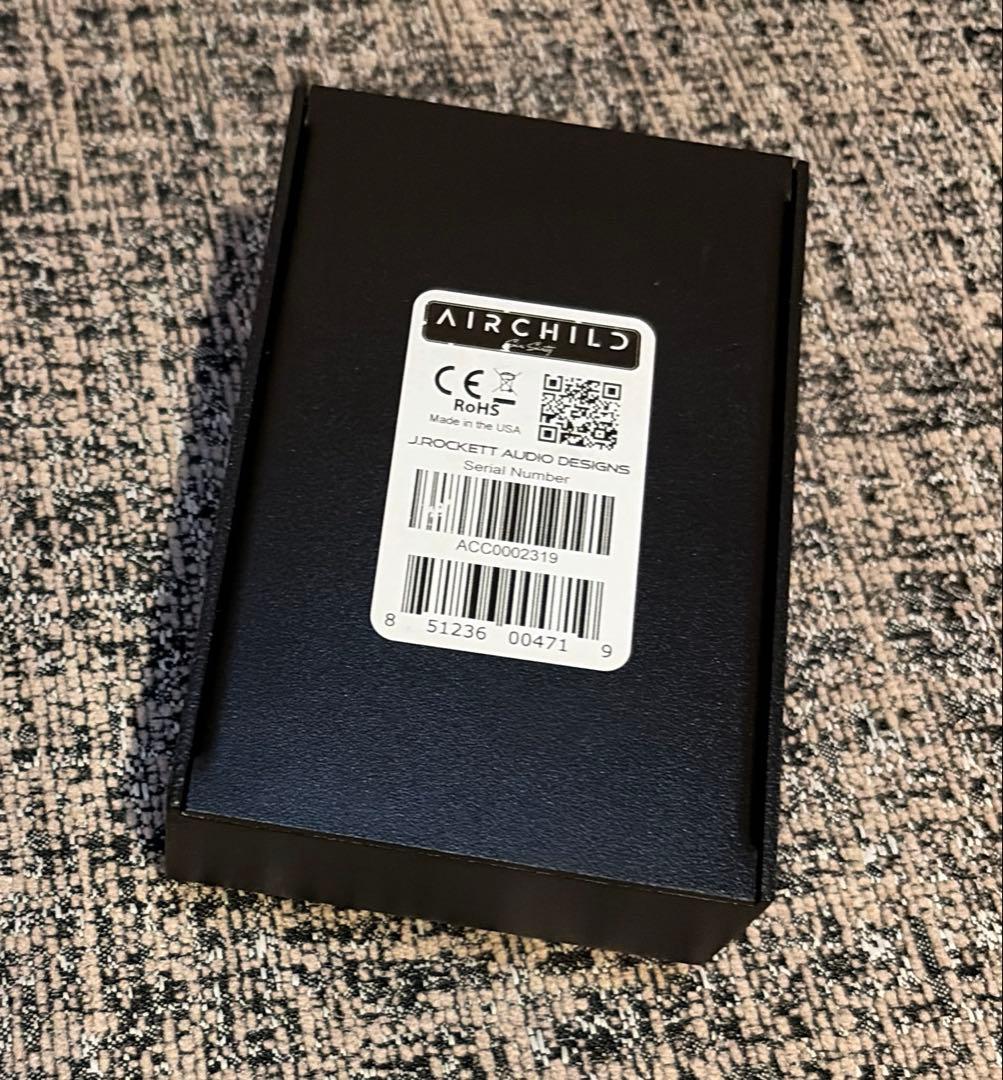 AIRCHILD
CE
RoHS
Made in the USA
J.ROCKETT AUDIO DESIGNS
Serial Number
ACC0002319
8 51236 00471 9